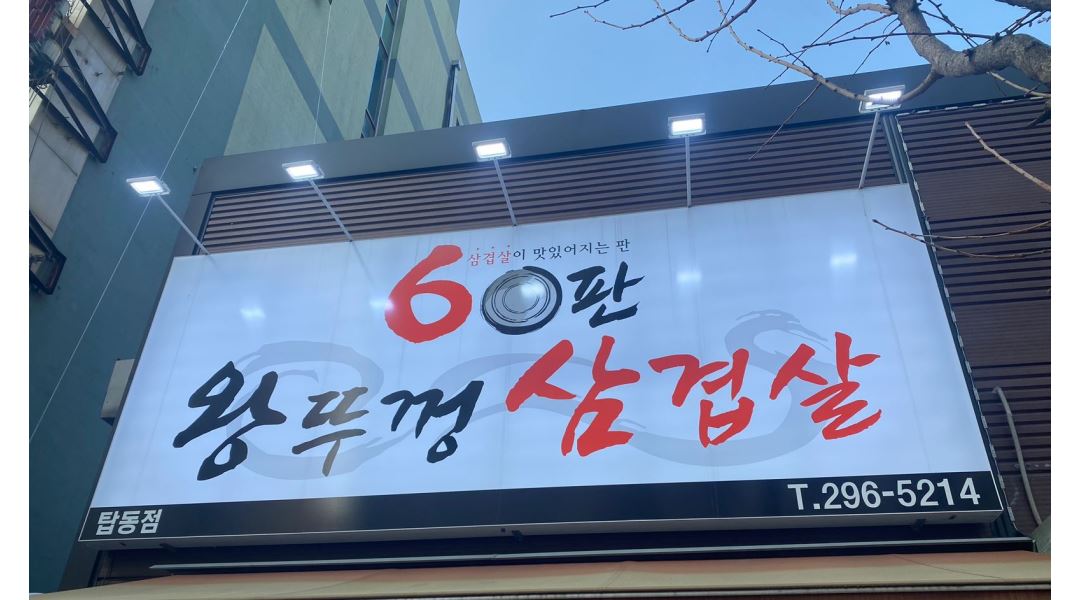 삼겹살이 맛있어지는 판
60판
왕뚜껑 삼겹살
탑동점
T.296-5214